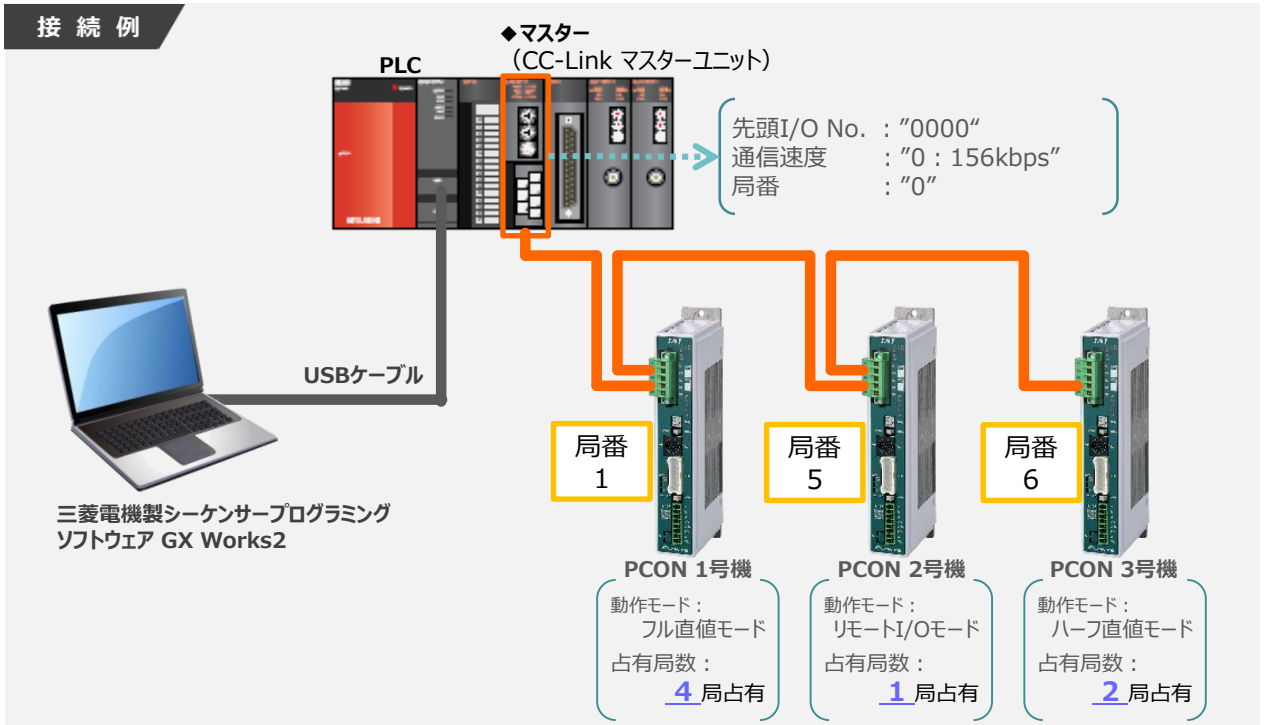 接 続 例
◆マスター
（CC-Link マスターユニット）
PLC
先頭I/O No. ：”0000“
通信速度 ：”0：156kbps”
局番 ：”0”
USBケーブル
三菱電機製シーケンサープログラミング
ソフトウェア GX Works2
局番
1
局番
5
局番
6
PCON 1号機
動作モード：
フル直値モード
占有局数：
4 局占有
PCON 2号機
動作モード：
リモートI/Oモード
占有局数：
1 局占有
PCON 3号機
動作モード：
ハーフ直値モード
占有局数：
2 局占有